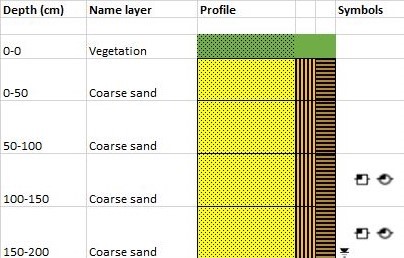 Depth (cm) Name layer Profile Symbols
0-0 Vegetation
0-50 Coarse sand
50-100 Coarse sand
100-150 Coarse sand
150-200 Coarse sand